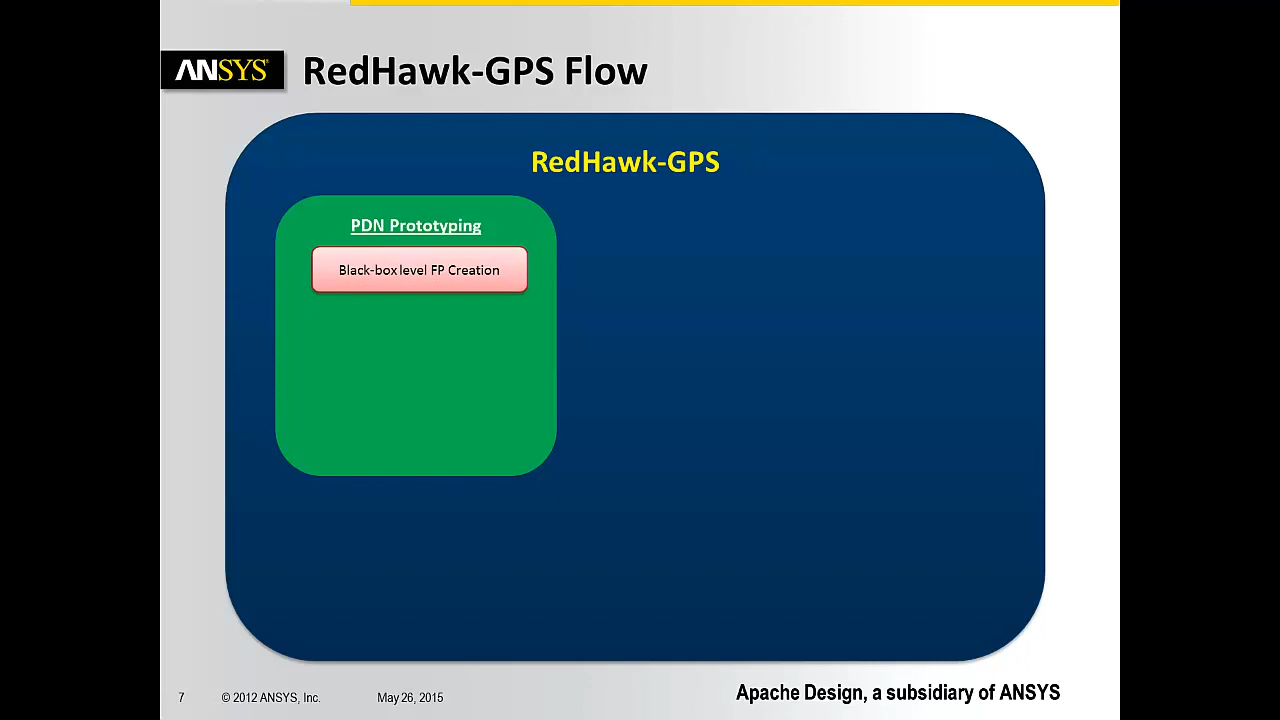 ANSYS
RedHawk-GPS Flow
RedHawk-GPS
PDN Prototyping
Black-box level FP Creation
7 © 2012 ANSYS, Inc. May 26, 2015 Apache Design, a subsidiary of ANSYS